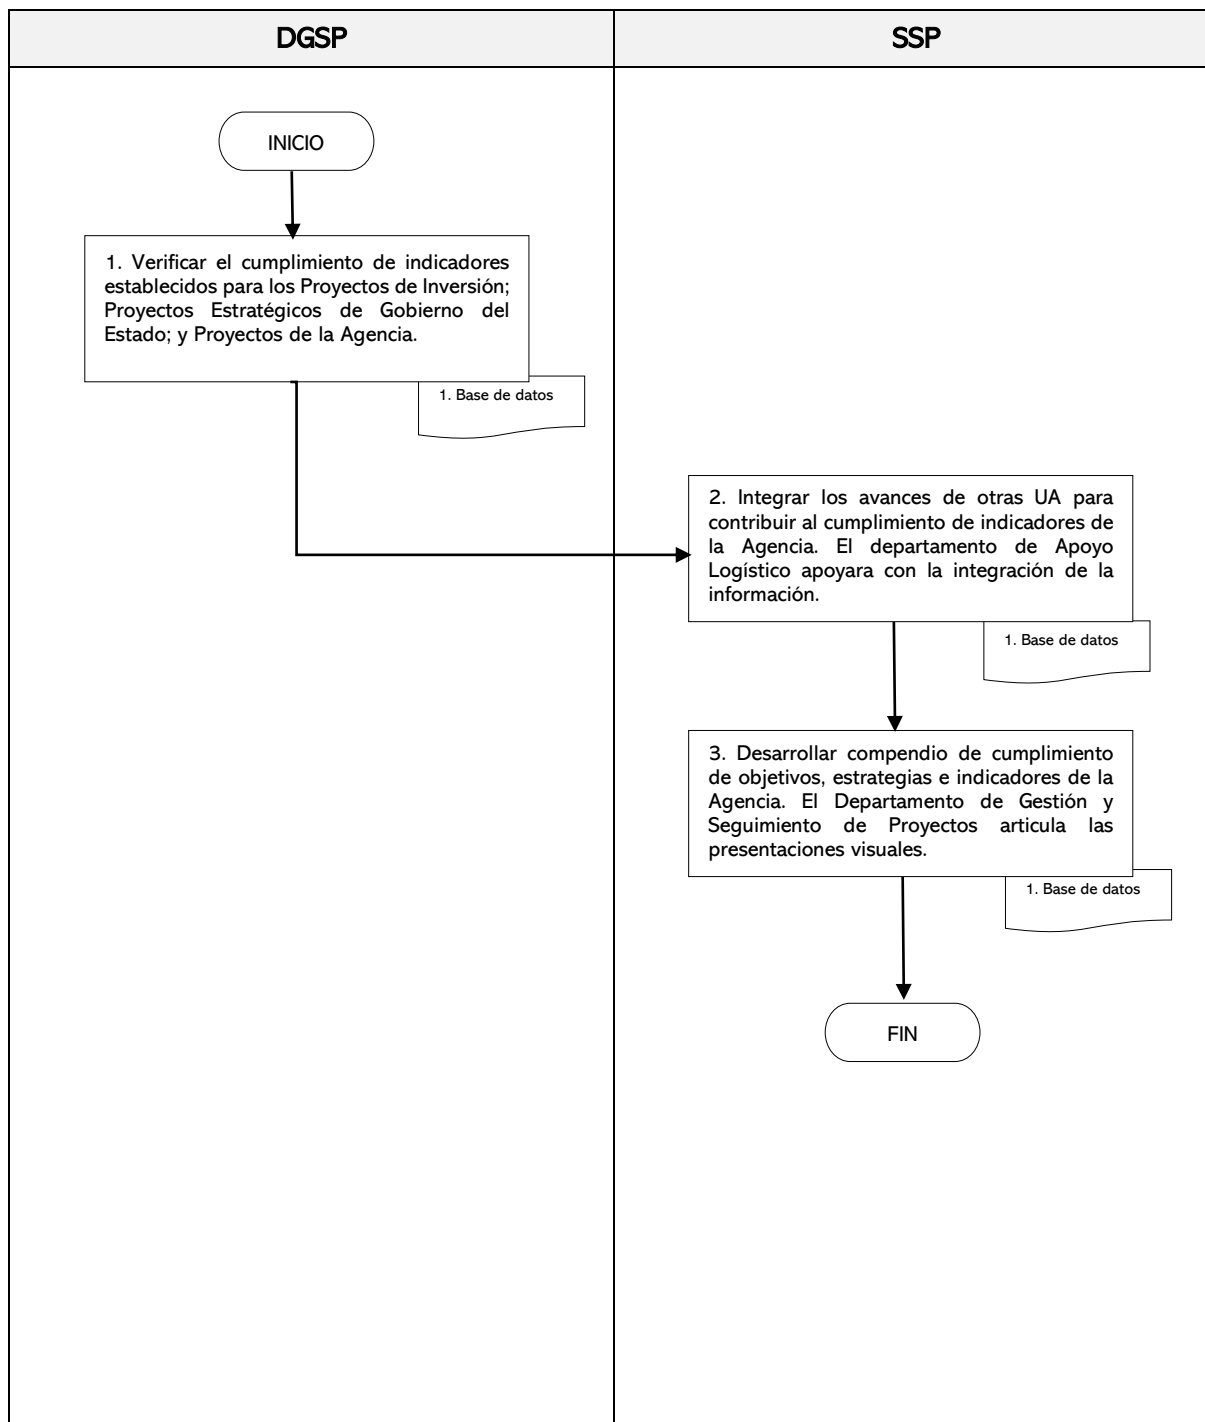 DGSP
SSP
INICIO
1. Verificar el cumplimiento de indicadores
establecidos para los Proyectos de Inversión;
Proyectos Estratégicos de Gobierno del
Estado; y Proyectos de la Agencia.
1. Base de datos
2. Integrar los avances de otras UA para
contribuir al cumplimiento de indicadores de
la Agencia. El departamento de Apoyo
Logístico apoyara con la integración de la
información.
1. Base de datos
3. Desarrollar compendio de cumplimiento
de objetivos, estrategias e indicadores de la
Agencia. El Departamento de Gestión y
Seguimiento de Proyectos articula las
presentaciones visuales.
1. Base de datos
FIN